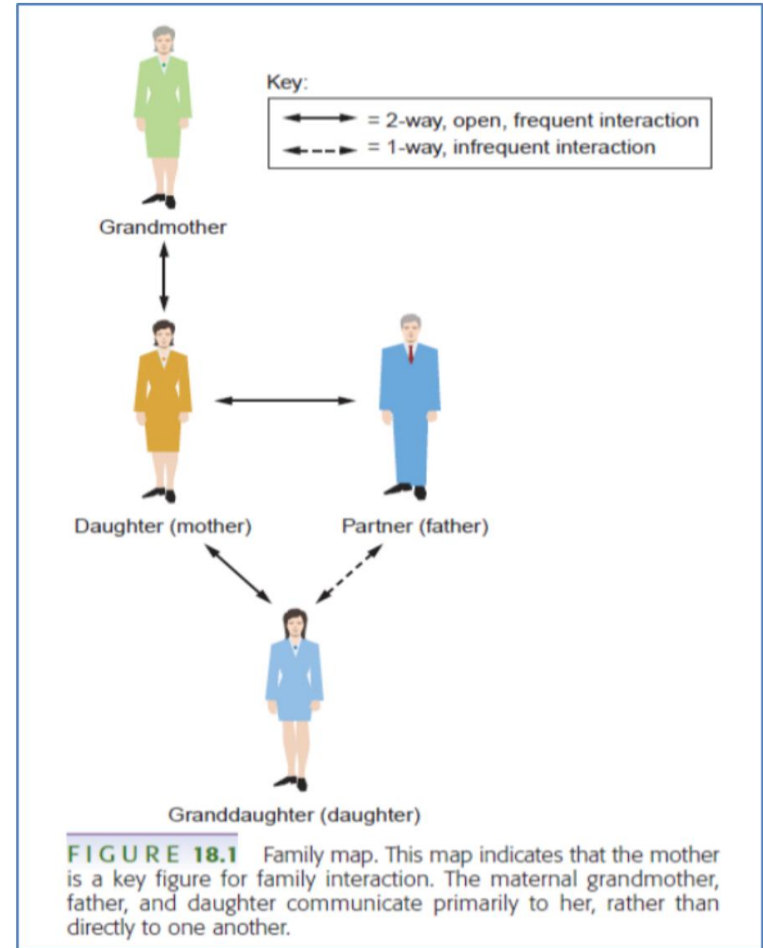 Key:
= 2-way, open, frequent interaction
= 1-way, infrequent interaction
Grandmother
Daughter (mother)
Partner (father)
Granddaughter (daughter)
FIGURE 18.1 Family map. This map indicates that the mother
is a key figure for family interaction. The maternal grandmother,
father, and daughter communicate primarily to her, rather than
directly to one another.